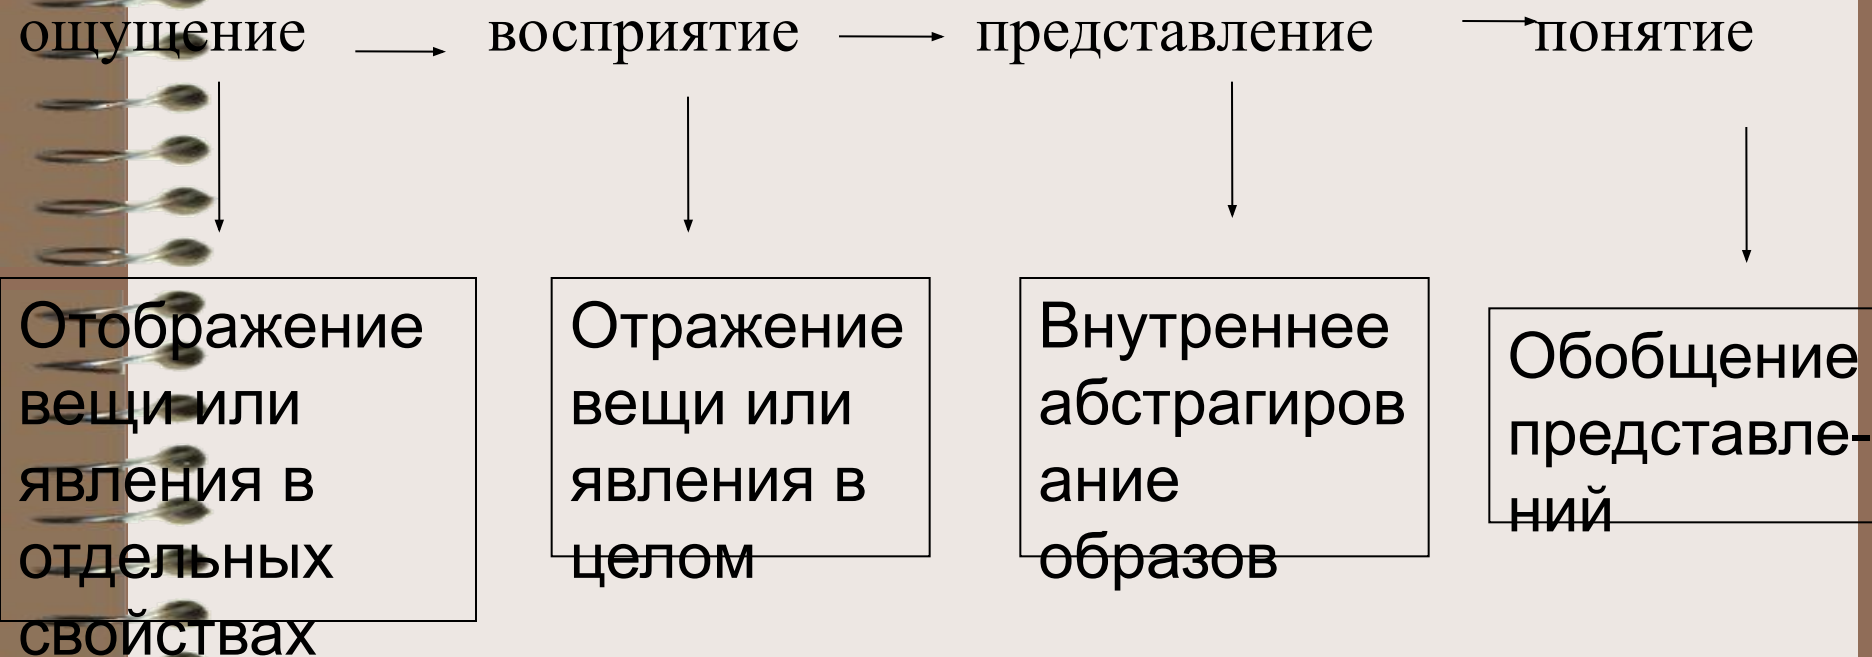 ощущение восприятие представление понятие
Отображение
вещи или
явления в
отдельных
свойствах
Отражение
вещи или
явления в
целом
Внутреннее
абстрагиров
ание
образов
Обобщение
представле-
ний